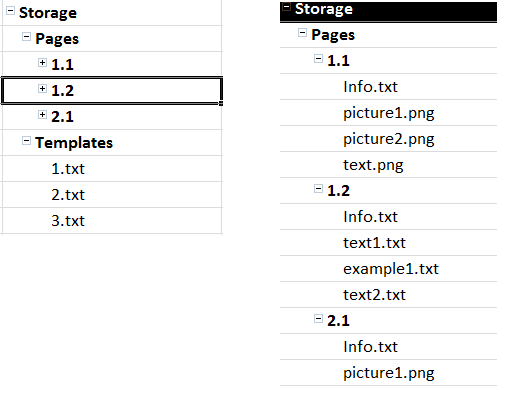 Storage
Pages
1.1
1.2
2.1
Templates
1.txt
2.txt
3.txt
Storage
Pages
1.1
Info.txt
picture1.png
picture2.png
text.png
1.2
Info.txt
text1.txt
example1.txt
text2.txt
2.1
Info.txt
picture1.png